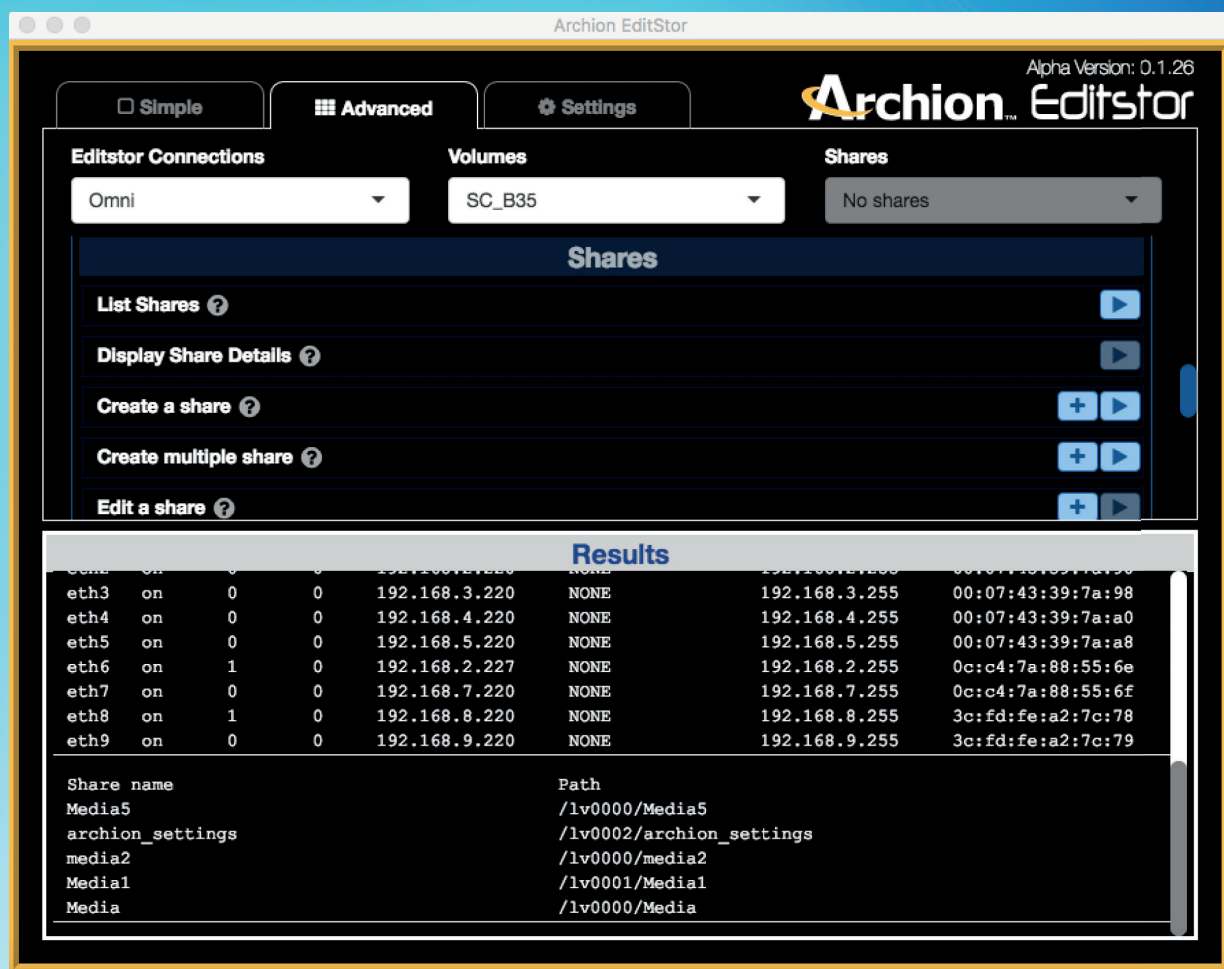 Archion EditStor
Alpha Version: 0.1.26
Simple Advanced Settings
Archion™ Editstor
Editstor Connections Volumes Shares
Omni SC_B35 No shares
Shares
List Shares ?
Display Share Details ?
Create a share ?
Create multiple share ?
Edit a share ?
Results
eth3 on 0 0 192.168.3.220 NONE 192.168.3.255 00:07:43:39:7a:98
eth4 on 0 0 192.168.4.220 NONE 192.168.4.255 00:07:43:39:7a:a0
eth5 on 0 0 192.168.5.220 NONE 192.168.5.255 00:07:43:39:7a:a8
eth6 on 1 0 192.168.2.227 NONE 192.168.2.255 0c:c4:7a:88:55:6e
eth7 on 0 0 192.168.7.220 NONE 192.168.7.255 0c:c4:7a:88:55:6f
eth8 on 1 0 192.168.8.220 NONE 192.168.8.255 3c:fd:fe:a2:7c:78
eth9 on 0 0 192.168.9.220 NONE 192.168.9.255 3c:fd:fe:a2:7c:79
Share name Path
Media5 /lv0000/Media5
archion_settings /lv0002/archion_settings
media2 /lv0000/media2
Media1 /lv0001/Media1
Media /lv0000/Media